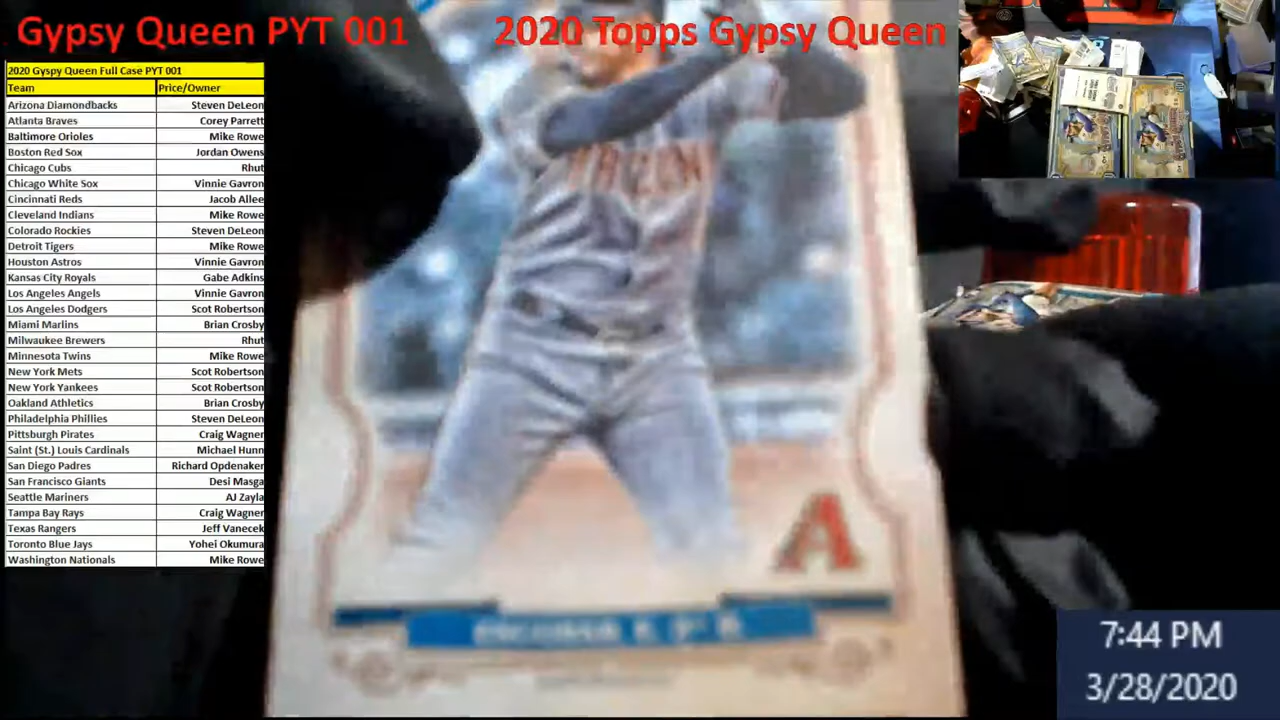 Gypsy Queen PYT 001
2020 Topps Gypsy Queen
2020 Gyspy Queen Full Case PYT 001
Team Price/Owner
Arizona Diamondbacks Steven DeLeon
Atlanta Braves Corey Parrett
Baltimore Orioles Mike Rowe
Boston Red Sox Jordan Owens
Chicago Cubs Rhut
Chicago White Sox Vinnie Gavron
Cincinnati Reds Jacob Allee
Cleveland Indians Mike Rowe
Colorado Rockies Steven DeLeon
Detroit Tigers Mike Rowe
Houston Astros Vinnie Gavron
Kansas City Royals Gabe Adkins
Los Angeles Angels Vinnie Gavron
Los Angeles Dodgers Scot Robertson
Miami Marlins Brian Crosby
Milwaukee Brewers Rhut
Minnesota Twins Mike Rowe
New York Mets Scot Robertson
New York Yankees Scot Robertson
Oakland Athletics Brian Crosby
Philadelphia Phillies Steven DeLeon
Pittsburgh Pirates Craig Wagner
Saint (St.) Louis Cardinals Michael Hunn
San Diego Padres Richard Opdenaker
San Francisco Giants Desi Masga
Seattle Mariners AJ Zayla
Tampa Bay Rays Craig Wagner
Texas Rangers Jeff Vanecek
Toronto Blue Jays Yohei Okumura
Washington Nationals Mike Rowe
A
7:44 PM
3/28/2020